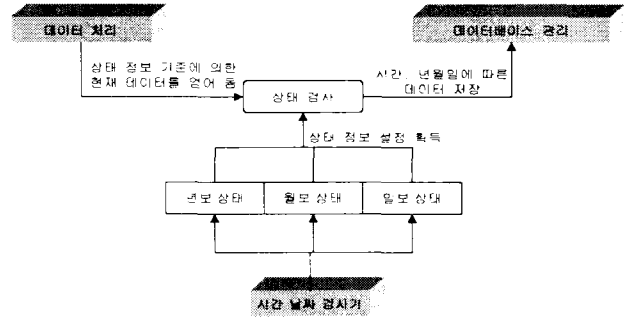 데이터 처리
데이터베이스 관리
상태 정보 기준에 의한
현재 데이터를 얻어 옴
시간, 년월일에 따른
데이터 저장
상태 검사
상태 정보 설정 획득
년보 상태
월보 상태
일보 상태
시간 날짜 검사기